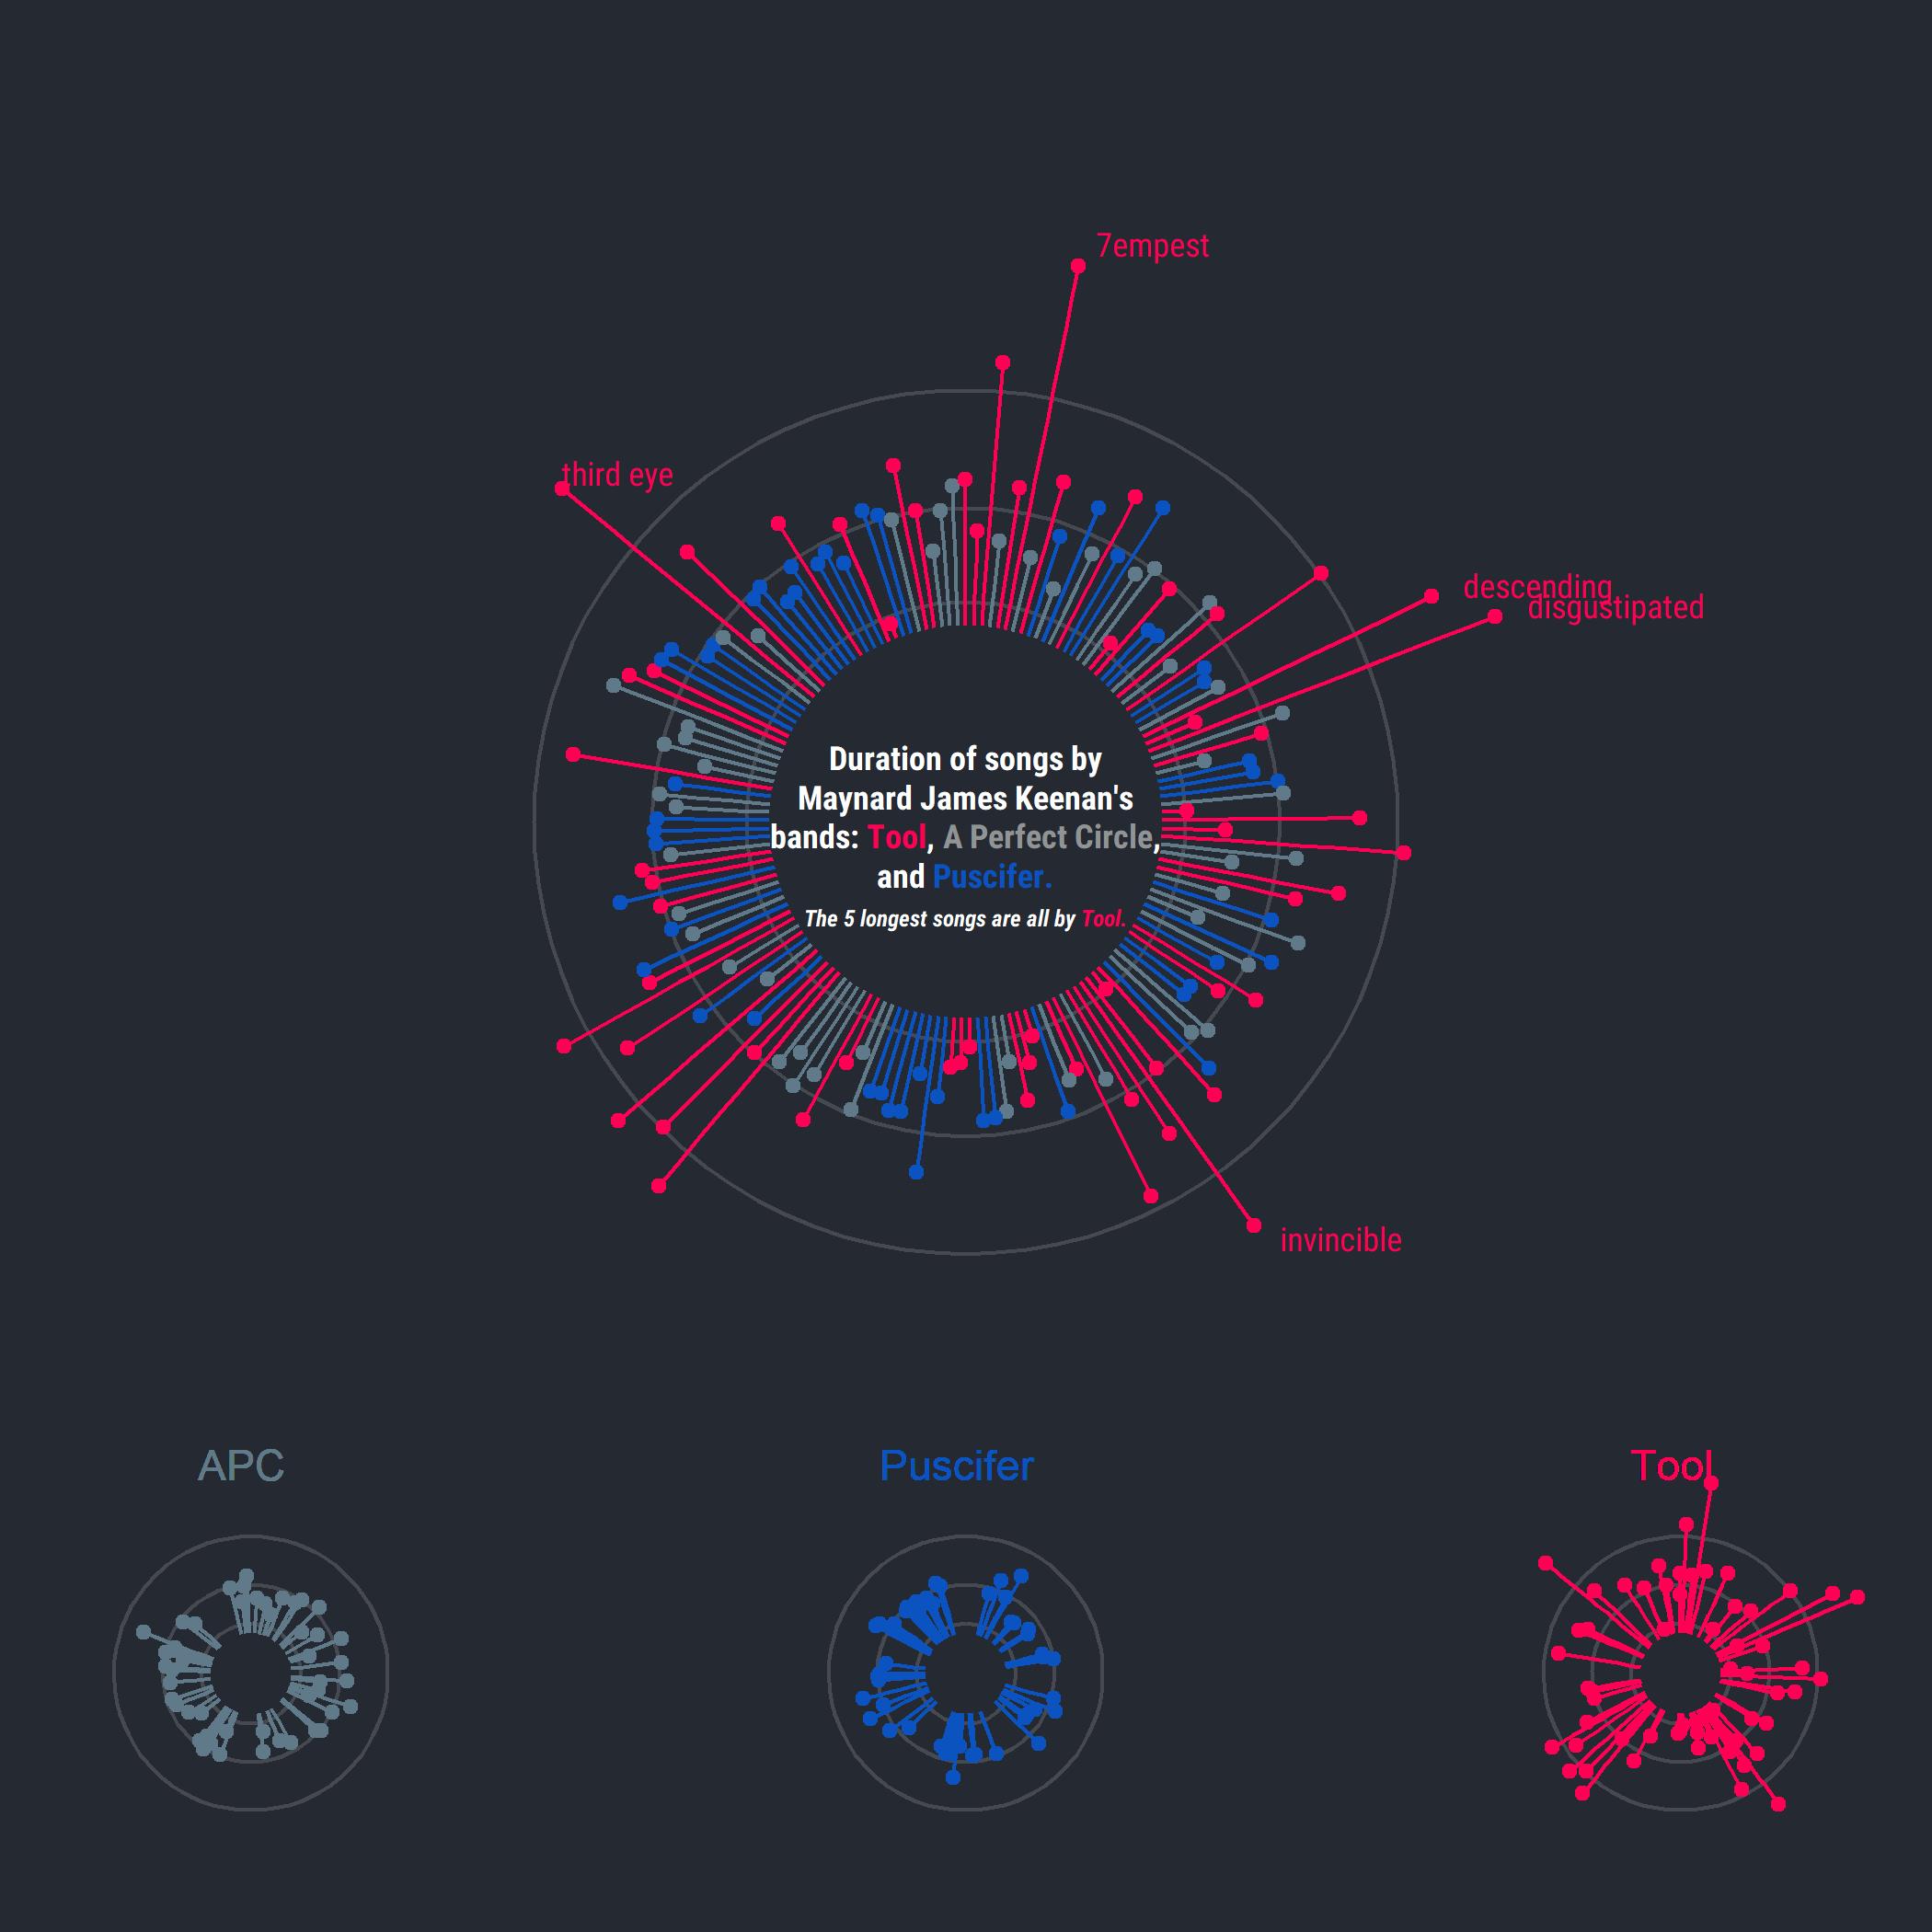 7empest
third eye
descending
disgustipated
Duration of songs by
Maynard James Keenan's
bands: Tool, A Perfect Circle,
and Puscifer.
The 5 longest songs are all by Tool.
invincible
APC
Puscifer
Tool